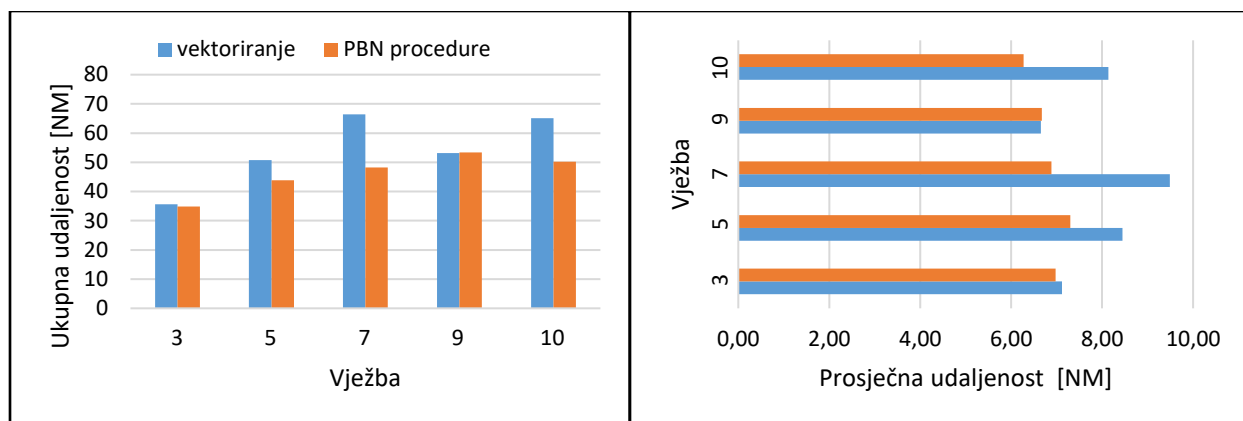 vektoriranje PBN procedure
Ukupna udaljenost [NM]
80
70
60
50
40
30
20
10
0
3 5 7 9 10
Vježba
Vježba
10
9
7
5
3
0,00 2,00 4,00 6,00 8,00 10,00
Prosječna udaljenost [NM]